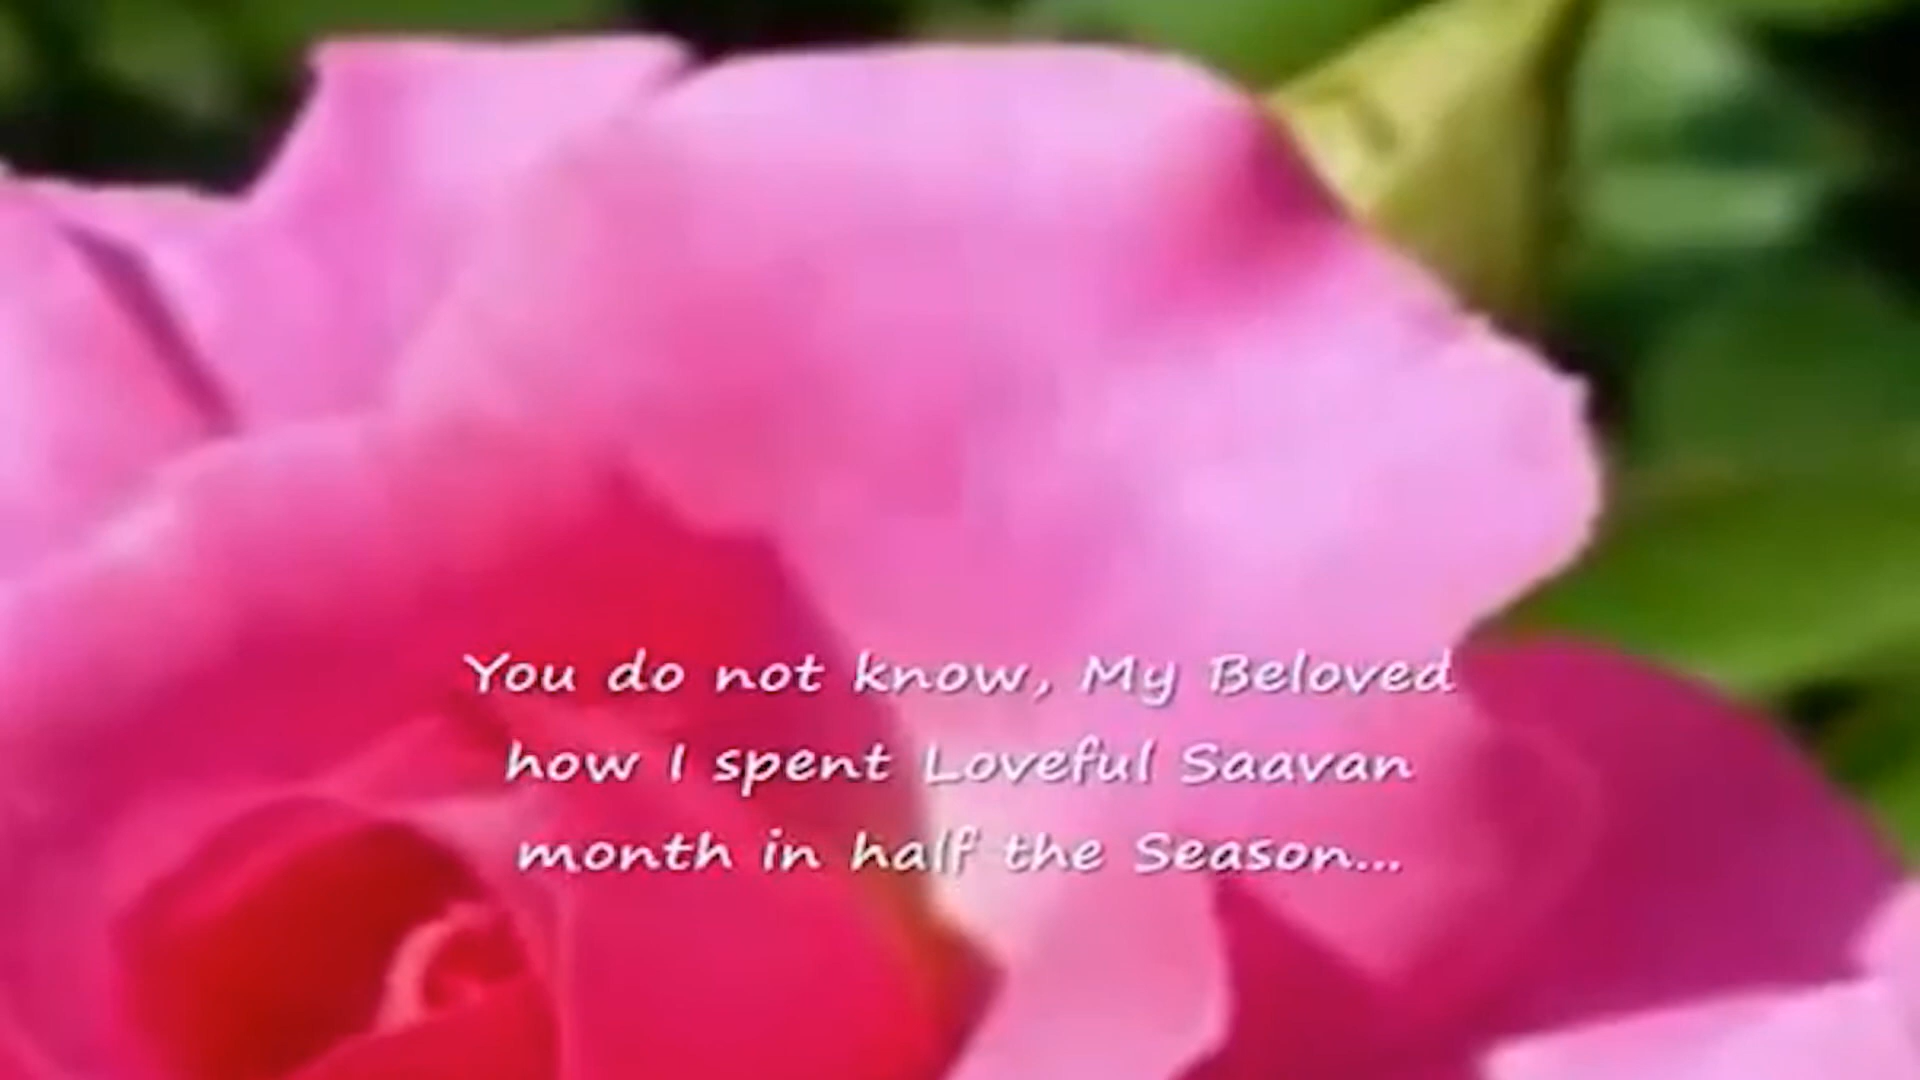 You do not know, My Beloved
how I spent Loveful Saavan
month in half the Season...